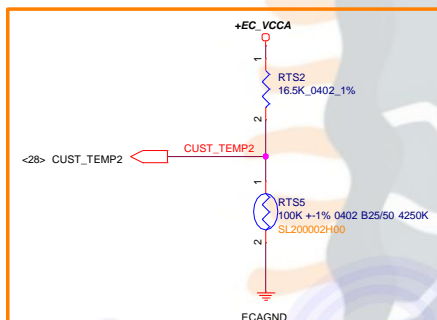 +EC_VCCA
1
RTS2
16.5K_0402_1%
2
CUST_TEMP2
<28> CUST_TEMP2
1
RTS5
100K +-1% 0402 B25/50 4250K
SL200002H00
2
ECAGND